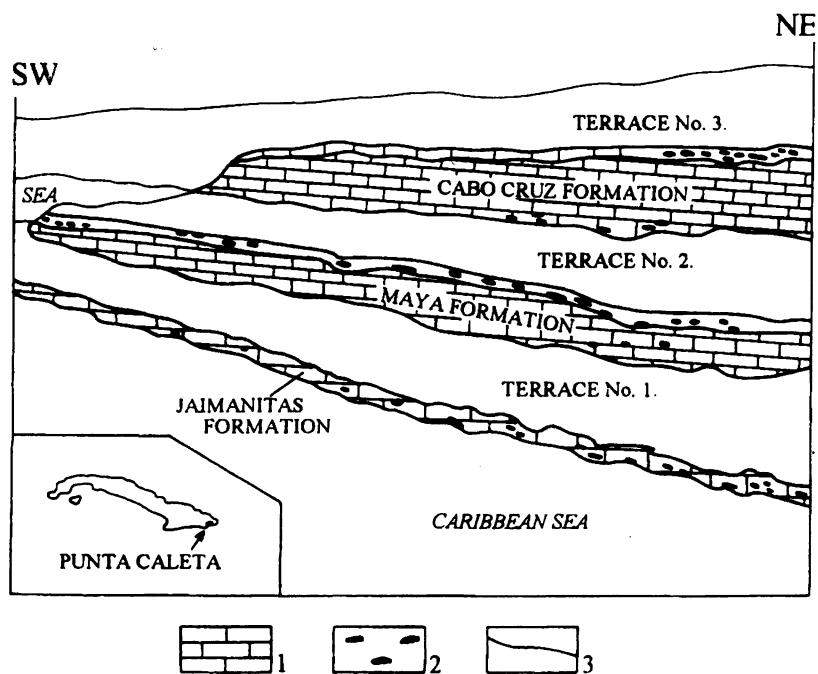 NE
SW
TERRACE No. 3.
CABO CRUZ FORMATION
SEA
TERRACE No. 2.
MAYA FORMATION
TERRACE No. 1.
JAIMANITAS
FORMATION
CARIBBEAN SEA
PUNTA CALETA
1
2
3